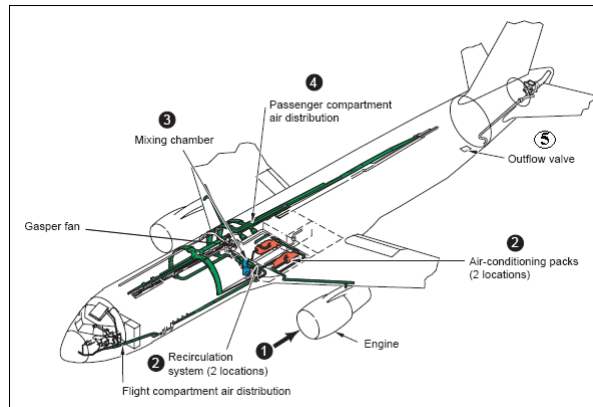 4
Passenger compartment
air distribution
3
Mixing chamber
5
Outflow valve
Gasper fan
2
Air-conditioning packs
(2 locations)
2 Recirculation
system (2 locations)
1
Engine
Flight compartment air distribution